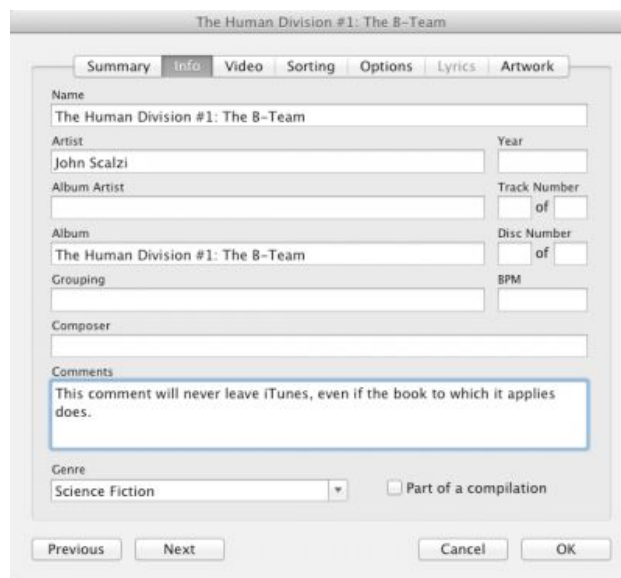 The Human Division #1: The B-Team
Summary Info Video Sorting Options Lyrics Artwork
Name
The Human Division #1: The B-Team
Artist Year
John Scalzi
Album Artist Track Number
of
Album Disc Number
The Human Division #1: The B-Team of
Grouping BPM
Composer
Comments
This comment will never leave iTunes, even if the book to which it applies
does.
Genre
Science Fiction Part of a compilation
Previous Next Cancel OK